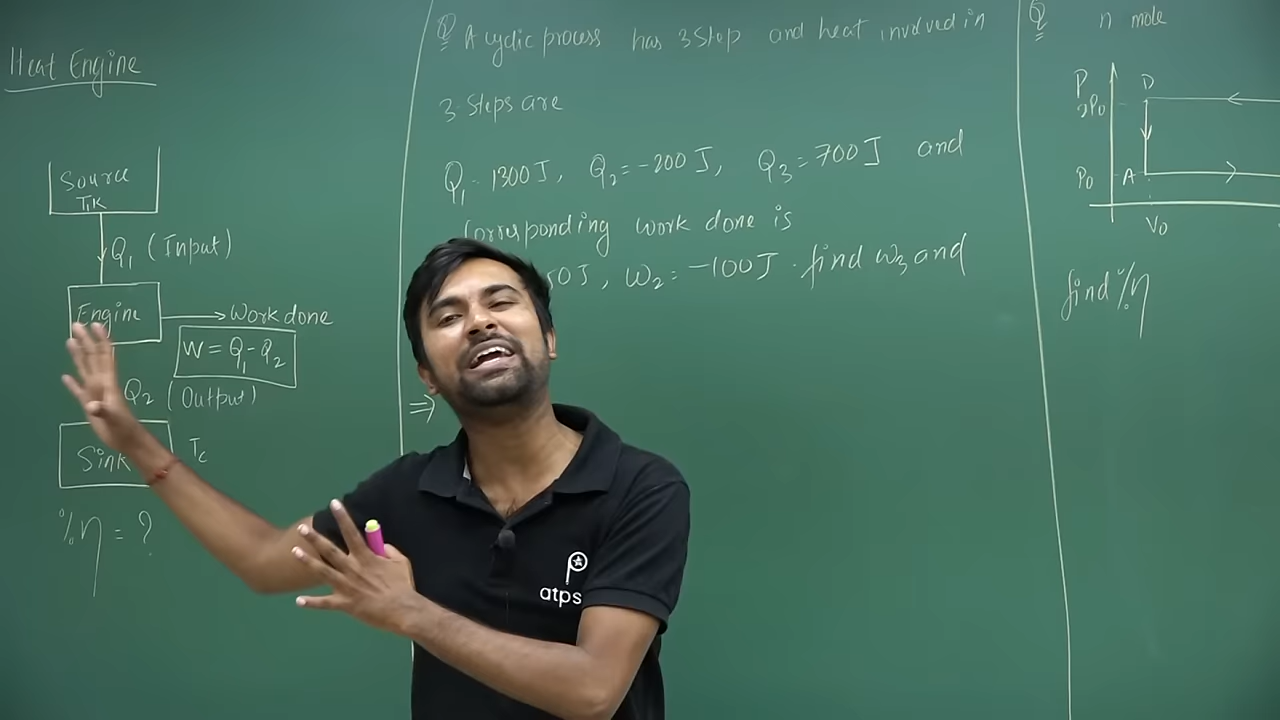 Heat Engine
Source
T₁K
Q₁ (Input)
Engine
Work done
W = Q₁ - Q₂
Q₂ (Output)
Sink
Tc
%η = ?
Q A cyclic process has 3 Step and heat involved in
3 Steps are
Q₁ = 1300 J, Q₂ = -200 J, Q₃ = 700 J and
Corresponding work done is
50 J, W₂ = -100 J . find W₃ and
⇒
Q n mole
P
D
2P₀
P₀ A
V₀
find %η
atps